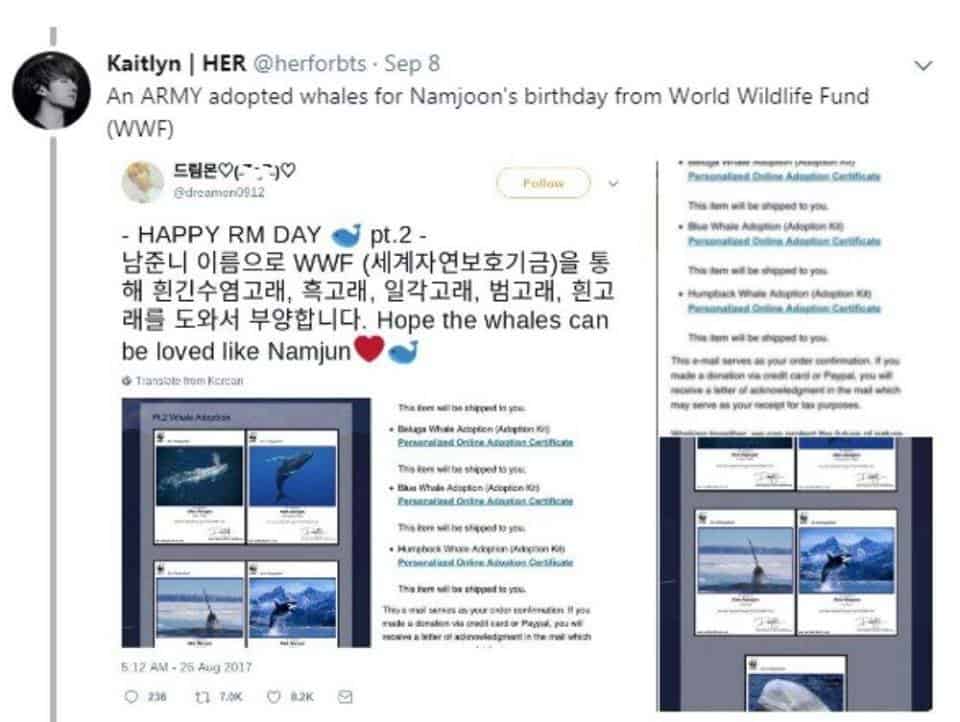 Kaitlyn | HER @herforbts · Sep 8
An ARMY adopted whales for Namjoon's birthday from World Wildlife Fund
(WWF)
드림몬♡
@dreamon0912
Follow
- HAPPY RM DAY 🐳 pt.2 -
남준니 이름으로 WWF (세계자연보호기금)을 통
해 흰긴수염고래, 혹고래, 일각고래, 범고래, 흰고
래를 도와서 부양합니다. Hope the whales can
be loved like Namjun❤️🐳
Translate from Korean
Pt.2 Whale Adoption
This item will be shipped to you.
• Beluga Whale Adoption (Adoption Kit)
Personalized Online Adoption Certificate
This item will be shipped to you.
• Blue Whale Adoption (Adoption Kit)
Personalized Online Adoption Certificate
This item will be shipped to you.
• Humpback Whale Adoption (Adoption Kit)
Personalized Online Adoption Certificate
This item will be shipped to you.
This e-mail serves as your order confirmation. If you
made a donation via credit card or Paypal, you will
receive a letter of acknowledgment in the mail which
5:12 AM - 26 Aug 2017
236 7.0K 8.2K
• Beluga Whale Adoption (Adoption Kit)
Personalized Online Adoption Certificate
This item will be shipped to you.
• Blue Whale Adoption (Adoption Kit)
Personalized Online Adoption Certificate
This item will be shipped to you.
• Humpback Whale Adoption (Adoption Kit)
Personalized Online Adoption Certificate
This item will be shipped to you.
This e-mail serves as your order confirmation. If you
made a donation via credit card or Paypal, you will
receive a letter of acknowledgment in the mail which
may serve as your receipt for tax purposes.